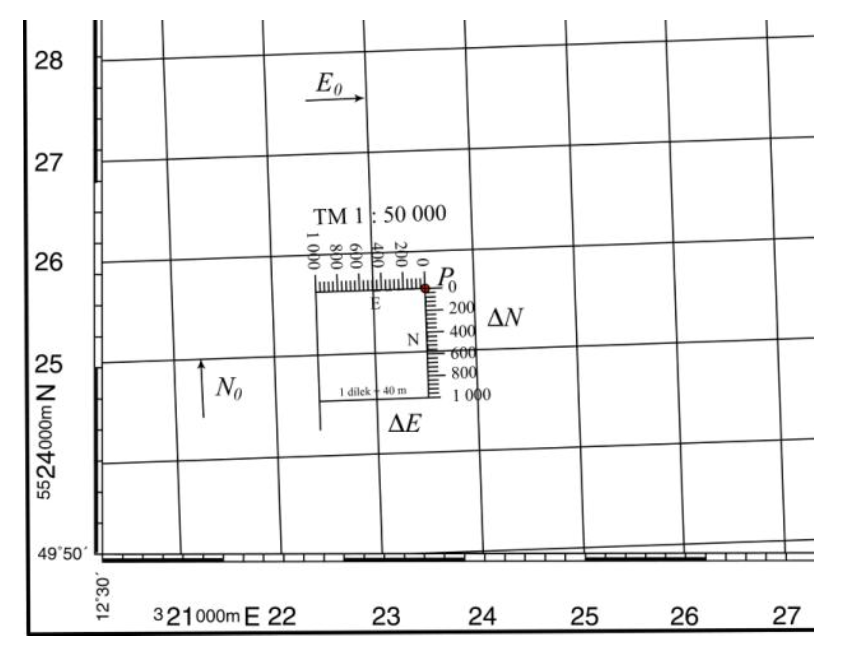 28
E₀
27
TM 1 : 50 000
1 000 800 600 400 200 0
26
P
0
E
200
ΔN
400
N
600
25
800
1 dílek = 40 m
1 000
N₀
ΔE
5524000m N
49°50´
12°30´
321000m E 22 23 24 25 26 27